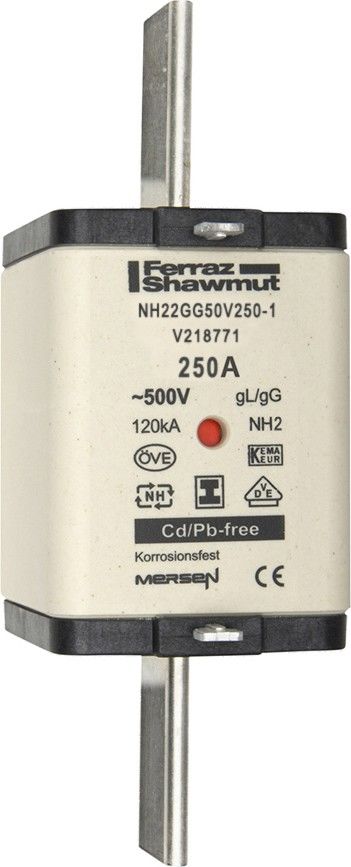 Ferraz
Shawmut
NH22GG50V250-1
V218771
250A
~500V gL/gG
120kA NH2
ÖVE KEMA
KEUR
NH VDE
Cd/Pb-free
Korrosionsfest
MERSEN CE